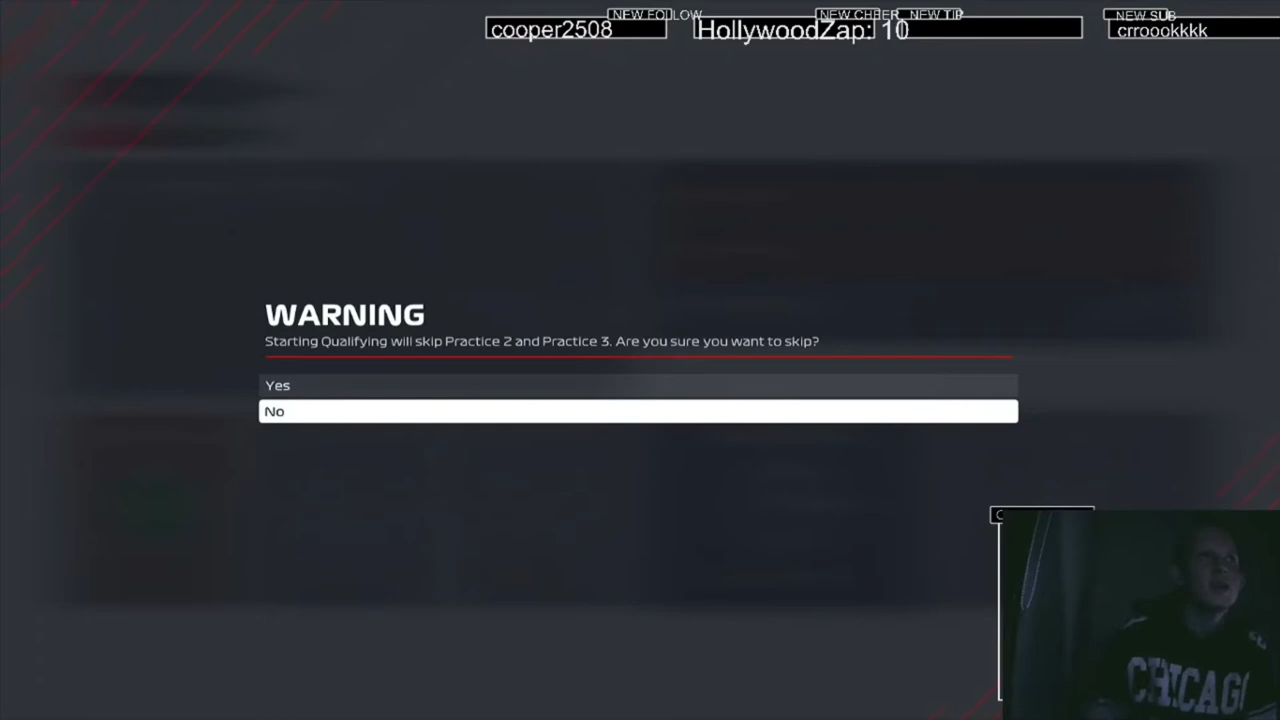 NEW FOLLOW
NEW CHEER
NEW TIP
NEW SUB
cooper2508
HollywoodZap: 10
crroookkkk
WARNING
Starting Qualifying will skip Practice 2 and Practice 3. Are you sure you want to skip?
Yes
No
CHICAGO